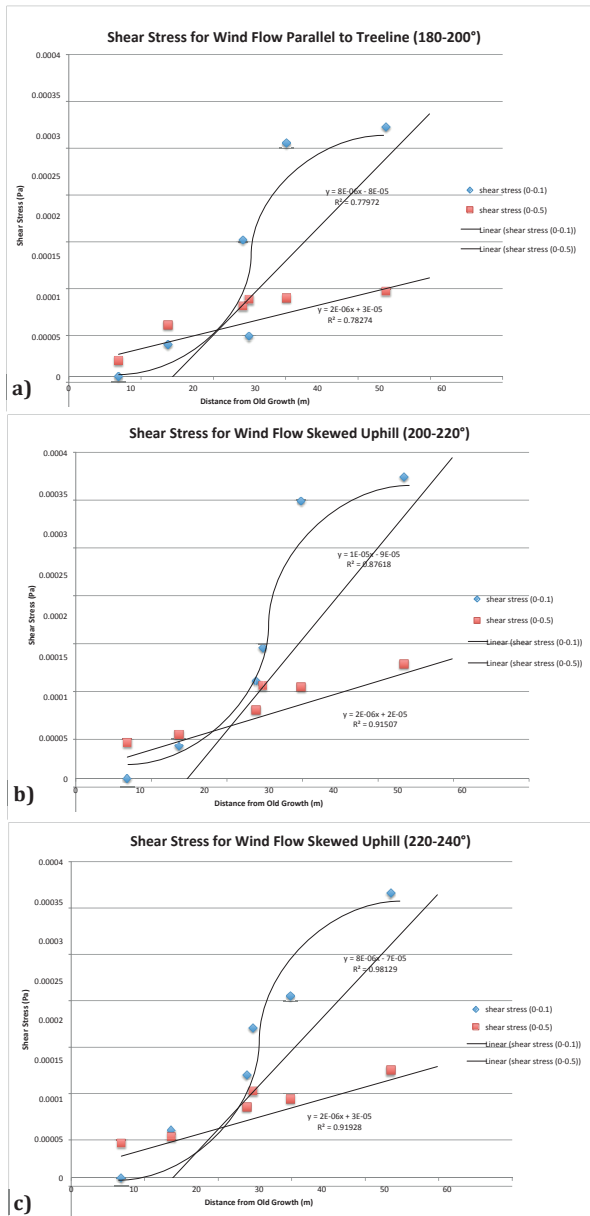 Shear Stress for Wind Flow Parallel to Treeline (180-200°)
0.0004
0.00035
0.0003
0.00025
0.0002
0.00015
0.0001
0.00005
0
Shear Stress (Pa)
y = 8E-06x - 8E-05
R² = 0.77972
y = 2E-06x + 3E-05
R² = 0.78274
shear stress (0-0.1)
shear stress (0-0.5)
Linear (shear stress (0-0.1))
Linear (shear stress (0-0.5))
0 10 20 30 40 50 60
Distance from Old Growth (m)
a)
Shear Stress for Wind Flow Skewed Uphill (200-220°)
0.0004
0.00035
0.0003
0.00025
0.0002
0.00015
0.0001
0.00005
0
Shear Stress (Pa)
y = 1E-05x - 9E-05
R² = 0.87618
y = 2E-06x + 2E-05
R² = 0.91507
shear stress (0-0.1)
shear stress (0-0.5)
Linear (shear stress (0-0.1))
Linear (shear stress (0-0.5))
0 10 20 30 40 50 60
Distance from Old Growth (m)
b)
Shear Stress for Wind Flow Skewed Uphill (220-240°)
0.0004
0.00035
0.0003
0.00025
0.0002
0.00015
0.0001
0.00005
0
Shear Stress (Pa)
y = 8E-06x - 7E-05
R² = 0.98129
y = 2E-06x + 3E-05
R² = 0.91928
shear stress (0-0.1)
shear stress (0-0.5)
Linear (shear stress (0-0.1))
Linear (shear stress (0-0.5))
0 10 20 30 40 50 60
Distance from Old Growth (m)
c)